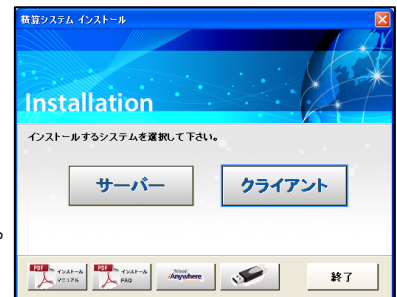 積算システム インストール
Installation
インストールするシステムを選択して下さい。
サーバー
クライアント
。
PDF インストール マニュアル
PDF インストール FAQ
Anywhere
終了